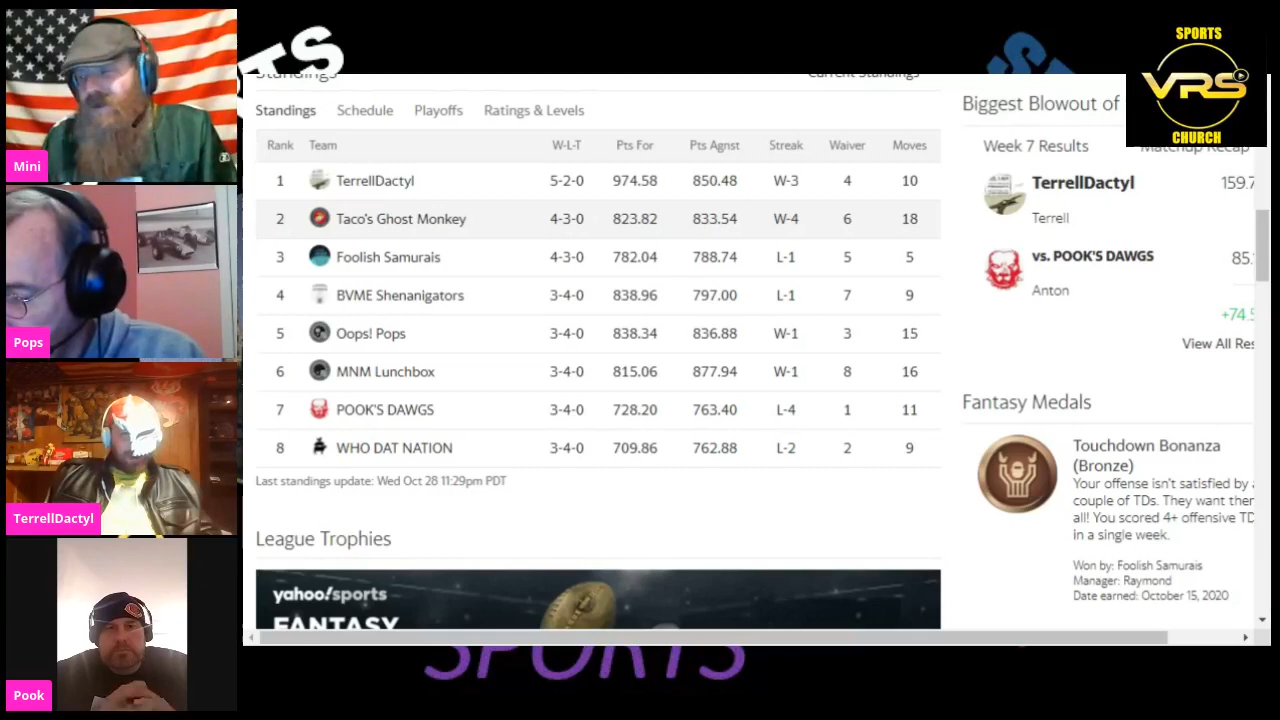 TS
SPORTS
VRS
CHURCH
Mini
Pops
TerrellDactyl
Pook
Standings
Current Standings
Standings Schedule Playoffs Ratings & Levels
Rank Team W-L-T Pts For Pts Agnst Streak Waiver Moves
1 TerrellDactyl 5-2-0 974.58 850.48 W-3 4 10
2 Taco's Ghost Monkey 4-3-0 823.82 833.54 W-4 6 18
3 Foolish Samurais 4-3-0 782.04 788.74 L-1 5 5
4 BVME Shenanigators 3-4-0 838.96 797.00 L-1 7 9
5 Oops! Pops 3-4-0 838.34 836.88 W-1 3 15
6 MNM Lunchbox 3-4-0 815.06 877.94 W-1 8 16
7 POOK'S DAWGS 3-4-0 728.20 763.40 L-4 1 11
8 WHO DAT NATION 3-4-0 709.86 762.88 L-2 2 9
Last standings update: Wed Oct 28 11:29pm PDT
League Trophies
yahoo!sports
FANTASY
Biggest Blowout of
Week 7 Results Matchup Recap
TerrellDactyl 159.7
Terrell
vs. POOK'S DAWGS 85.
Anton
+74.5
View All Res
Fantasy Medals
Touchdown Bonanza
(Bronze)
Your offense isn't satisfied by a
couple of TDs. They want them
all! You scored 4+ offensive TD
in a single week.
Won by: Foolish Samurais
Manager: Raymond
Date earned: October 15, 2020
SPORTS